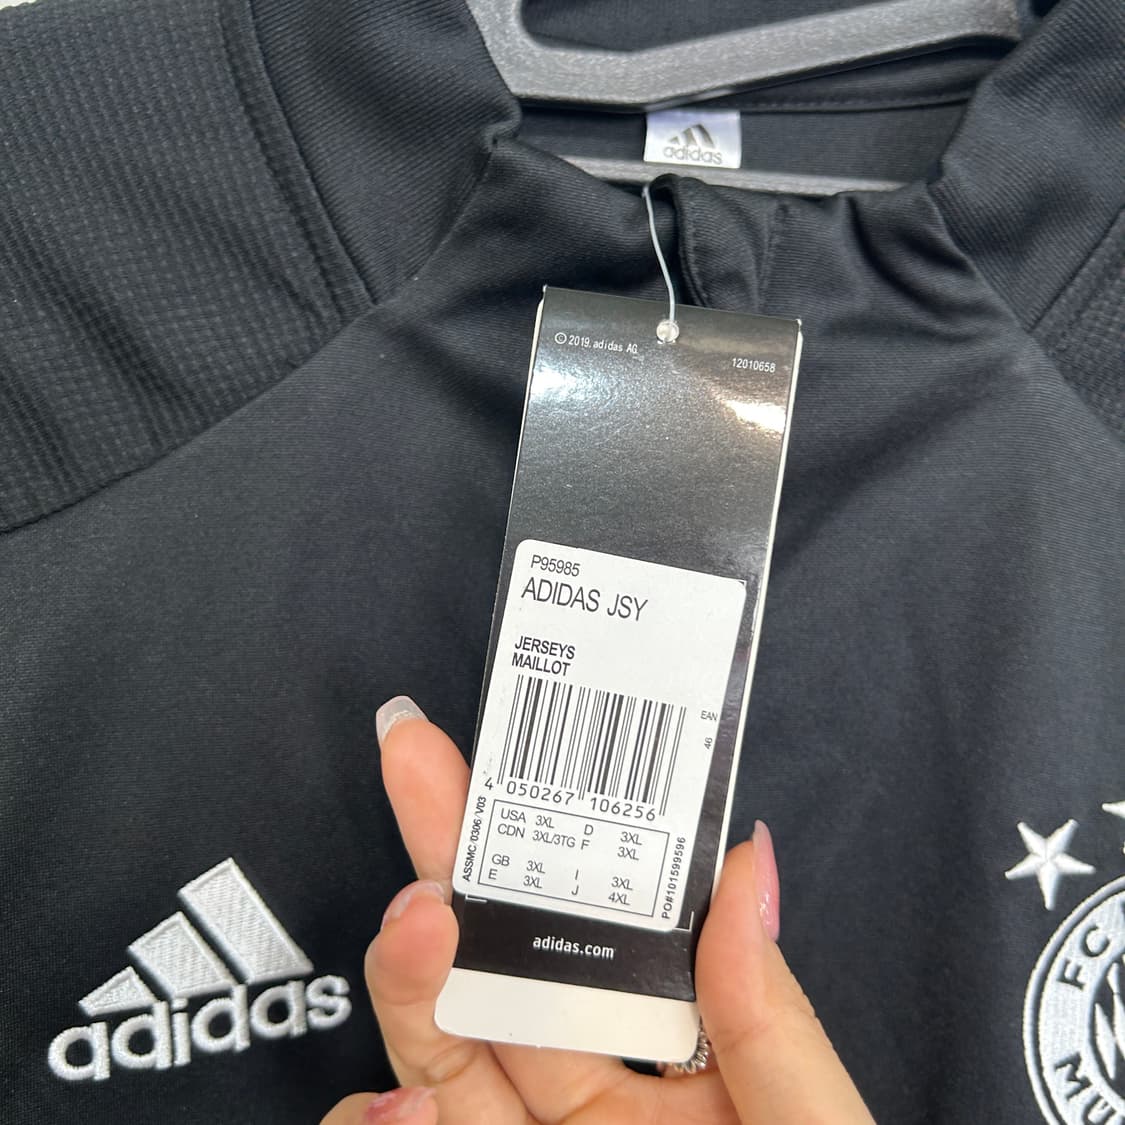 adidas
© 2019. adidas AG
12010658
P95985
ADIDAS JSY
JERSEYS
MAILLOT
EAN
46
4 050267 106256
ASSMC/0306/V03
USA 3XL D 3XL
CDN 3XL/3TG F 3XL
GB 3XL I 3XL
E 3XL J 4XL
PO#101599596
adidas.com
adidas
FC
MÜ